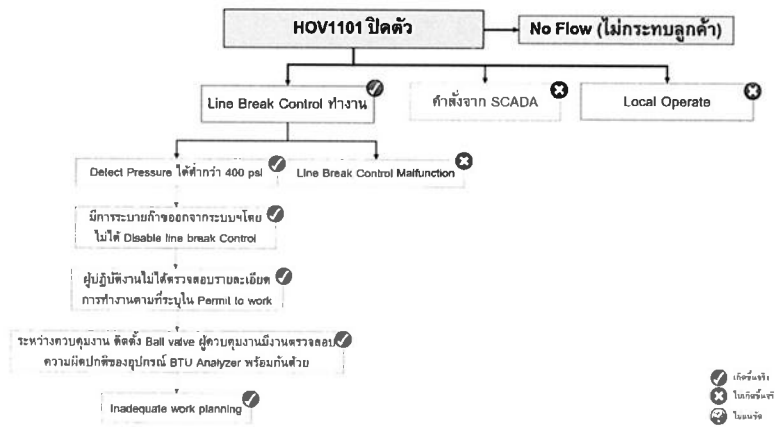 HOV1101 ปิดตัว
No Flow (ไม่กระทบลูกค้า)
Line Break Control ทำงาน
คำสั่งจาก SCADA
Local Operate
Detect Pressure ได้ต่ำกว่า 400 psi
Line Break Control Malfunction
มีการระบายก๊าซออกจากระบบฯโดย
ไม่ได้ Disable line break Control
ผู้ปฏิบัติงานไม่ได้ตรวจสอบรายละเอียด
การทำงานตามที่ระบุใน Permit to work
ระหว่างควบคุมงาน ติดตั้ง Ball valve ผู้ควบคุมงานมีงานตรวจสอบ
ความผิดปกติของอุปกรณ์ BTU Analyzer พร้อมกันด้วย
Inadequate work planning
เกิดขึ้นจริง
ไม่เกิดขึ้นจริ
ไม่แน่ชัด